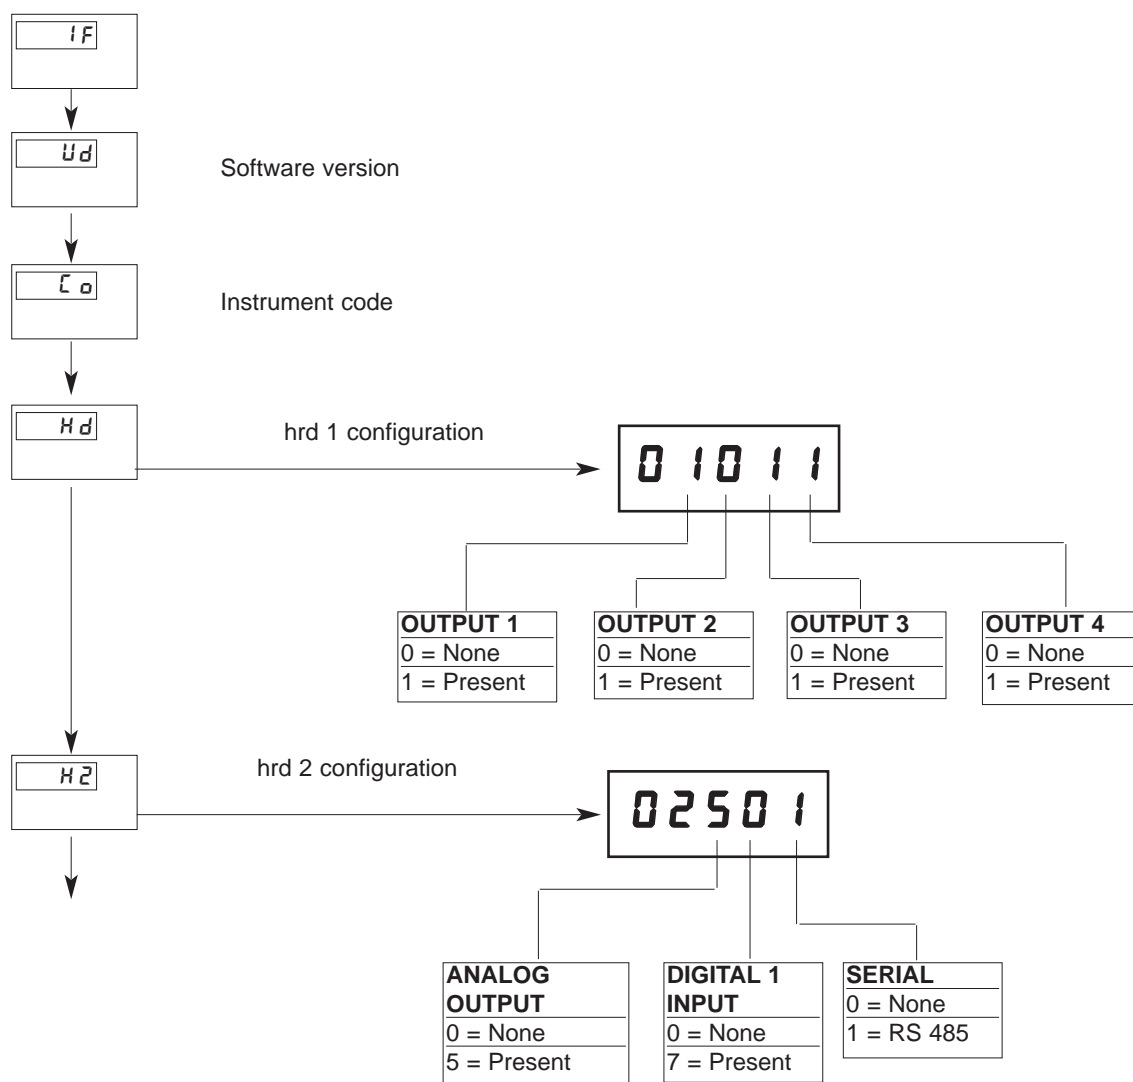 IF
Ud
Software version
Co
Instrument code
Hd
hrd 1 configuration
01011
OUTPUT 1
0 = None
1 = Present
OUTPUT 2
0 = None
1 = Present
OUTPUT 3
0 = None
1 = Present
OUTPUT 4
0 = None
1 = Present
H2
hrd 2 configuration
02501
ANALOG
OUTPUT
0 = None
5 = Present
DIGITAL 1
INPUT
0 = None
7 = Present
SERIAL
0 = None
1 = RS 485